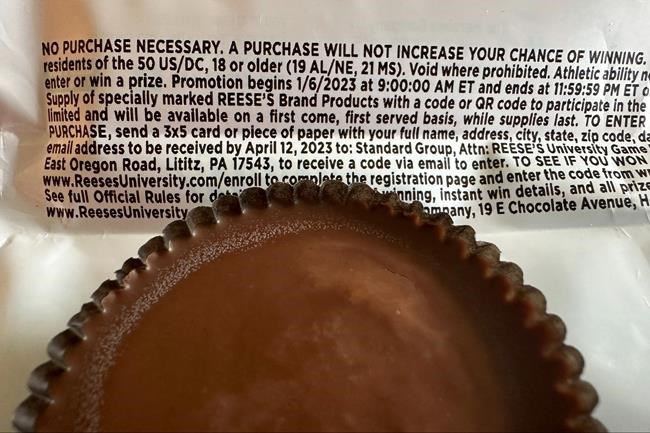 NO PURCHASE NECESSARY. A PURCHASE WILL NOT INCREASE YOUR CHANCE OF WINNING.
residents of the 50 US/DC, 18 or older (19 AL/NE, 21 MS). Void where prohibited. Athletic ability n
enter or win a prize. Promotion begins 1/6/2023 at 9:00:00 AM ET and ends at 11:59:59 PM ET o
Supply of specially marked REESE'S Brand Products with a code or QR code to participate in the
limited and will be available on a first come, first served basis, while supplies last. TO ENTER
PURCHASE, send a 3x5 card or piece of paper with your full name, address, city, state, zip code, da
email address to be received by April 12, 2023 to: Standard Group, Attn: REESE'S University Game
East Oregon Road, Lititz, PA 17543, to receive a code via email to enter. TO SEE IF YOU WON
www.ReesesUniversity.com/enroll to complete the registration page and enter the code from wr
See full Official Rules for winning, instant win details, and all prize
www.ReesesUniversity mpany, 19 E Chocolate Avenue, H